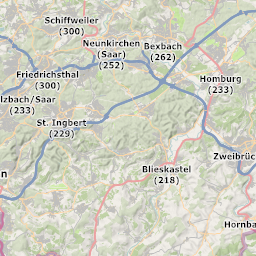 Schiffweiler
(300)
Neunkirchen
(Saar)
(252)
Bexbach
(262)
Friedrichsthal
(300)
Homburg
(233)
lzbach/Saar
(233)
St. Ingbert
(229)
Zweibrüc
Blieskastel
(218)
n
Hornba